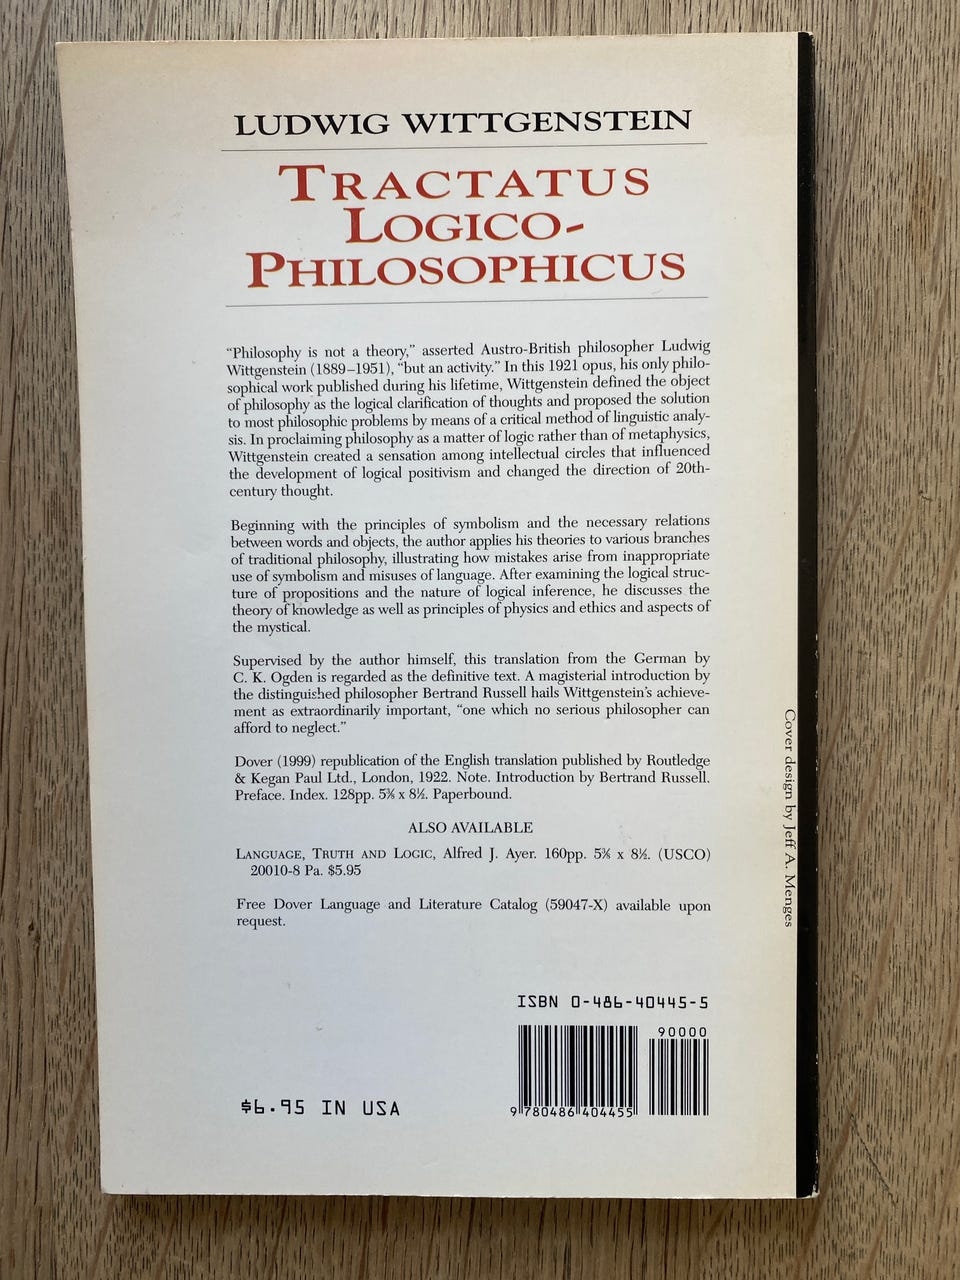 LUDWIG WITTGENSTEIN
TRACTATUS
LOGICO-
PHILOSOPHICUS
“Philosophy is not a theory,” asserted Austro-British philosopher Ludwig
Wittgenstein (1889–1951), “but an activity.” In this 1921 opus, his only philo-
sophical work published during his lifetime, Wittgenstein defined the object
of philosophy as the logical clarification of thoughts and proposed the solution
to most philosophic problems by means of a critical method of linguistic analy-
sis. In proclaiming philosophy as a matter of logic rather than of metaphysics,
Wittgenstein created a sensation among intellectual circles that influenced
the development of logical positivism and changed the direction of 20th-
century thought.
Beginning with the principles of symbolism and the necessary relations
between words and objects, the author applies his theories to various branches
of traditional philosophy, illustrating how mistakes arise from inappropriate
use of symbolism and misuses of language. After examining the logical struc-
ture of propositions and the nature of logical inference, he discusses the
theory of knowledge as well as principles of physics and ethics and aspects of
the mystical.
Supervised by the author himself, this translation from the German by
C. K. Ogden is regarded as the definitive text. A magisterial introduction by
the distinguished philosopher Bertrand Russell hails Wittgenstein’s achieve-
ment as extraordinarily important, “one which no serious philosopher can
afford to neglect.”
Dover (1999) republication of the English translation published by Routledge
& Kegan Paul Ltd., London, 1922. Note. Introduction by Bertrand Russell.
Preface. Index. 128pp. 5⅜ x 8½. Paperbound.
ALSO AVAILABLE
LANGUAGE, TRUTH AND LOGIC, Alfred J. Ayer. 160pp. 5⅜ x 8½. (USCO)
20010-8 Pa. $5.95
Free Dover Language and Literature Catalog (59047-X) available upon
request.
Cover design by Jeff A. Menges
ISBN 0-486-40445-5
90000
9 780486 404455
$6.95 IN USA